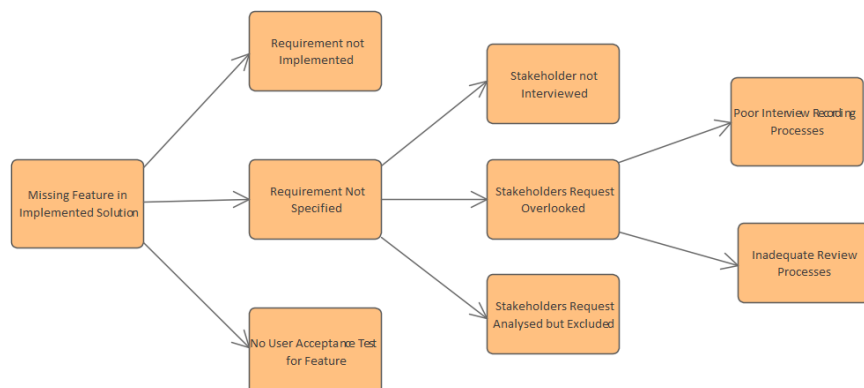 Requirement not
Implemented
Stakeholder not
Interviewed
Poor Interview Recording
Processes
Missing Feature in
Implemented Solution
Requirement Not
Specified
Stakeholders Request
Overlooked
Inadequate Review
Processes
Stakeholders Request
Analysed but Excluded
No User Acceptance Test
for Feature